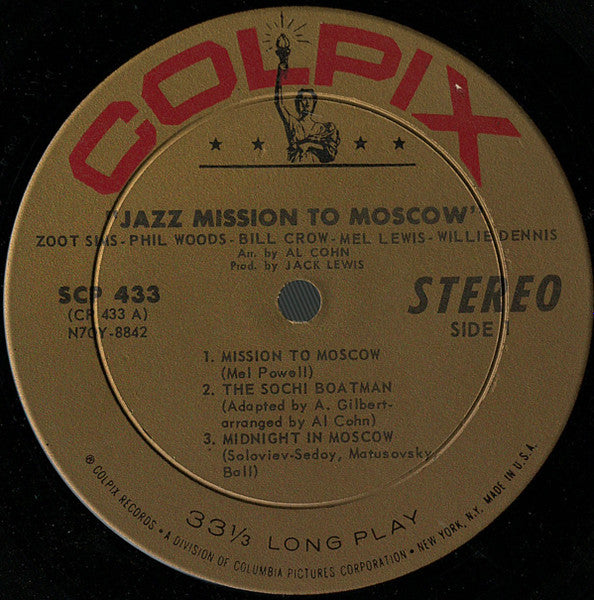 COLPIX
"JAZZ MISSION TO MOSCOW"
ZOOT SIMS-PHIL WOODS-BILL CROW-MEL LEWIS-WILLIE DENNIS
Arr. by AL COHN
Prod. by JACK LEWIS
SCP 433
(CP 433 A)
N7OY-8842
STEREO
SIDE 1
1. MISSION TO MOSCOW
(Mel Powell)
2. THE SOCHI BOATMAN
(Adapted by A. Gilbert-
arranged by Al Cohn)
3. MIDNIGHT IN MOSCOW
(Soloviev-Sedoy, Matusovsky
Ball)
33 1/3 LONG PLAY
® COLPIX RECORDS • A DIVISION OF COLUMBIA PICTURES CORPORATION • NEW YORK, N.Y. MADE IN U.S.A.